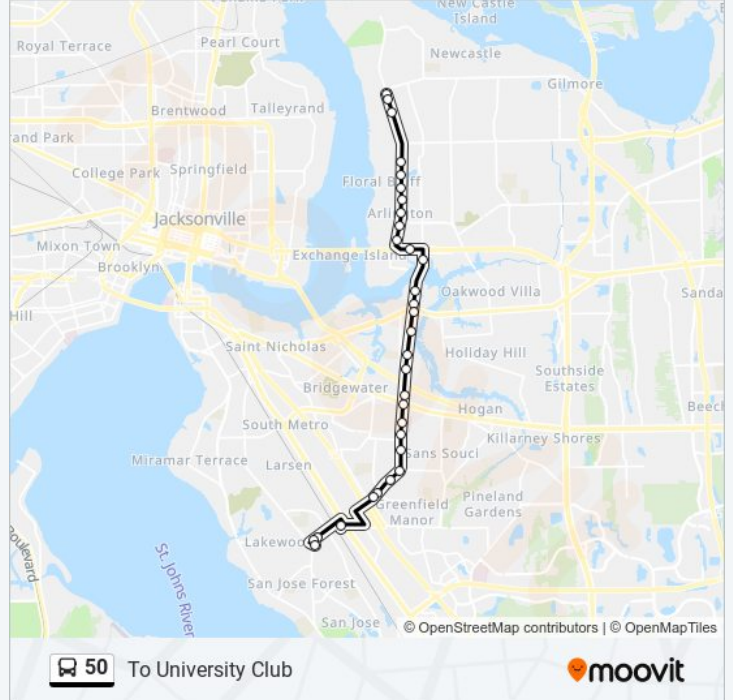 New Castle
Island
Royal Terrace
Pearl Court
Newcastle
Gilmore
Brentwood
Talleyrand
and Park
College Park
Springfield
Floral Bluff
Arlington
Jacksonville
Mixon Town
Exchange Island
Brooklyn
Oakwood Villa
Sanda
Hill
Saint Nicholas
Holiday Hill
Southside
Estates
Bridgewater
Hogan
Beech
South Metro
Killarney Shores
Sans Souci
Miramar Terrace
Larsen
Pineland
Gardens
Greenfield
Manor
oulevard
Lakewoo
St. Johns River
San Jose Forest
San Jose
© OpenStreetMap contributors | © OpenMapTiles
50 To University Club
moovit